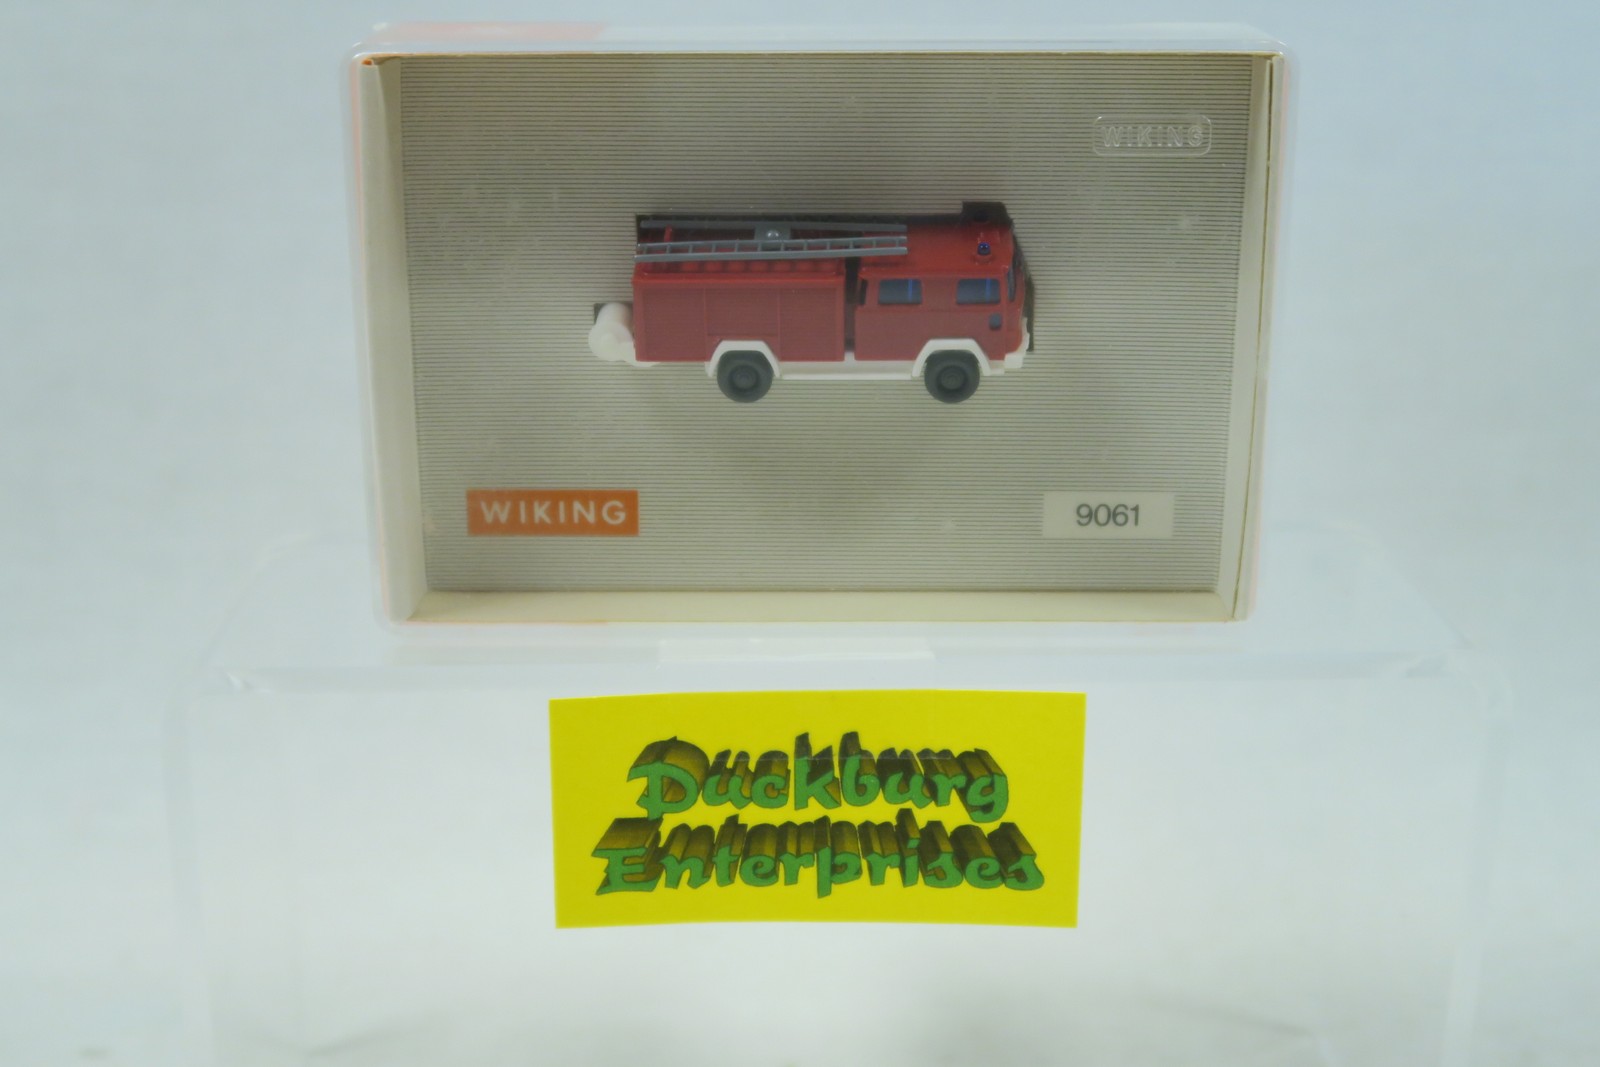 WIKING
WIKING
9061
Duckburg
Enterprises